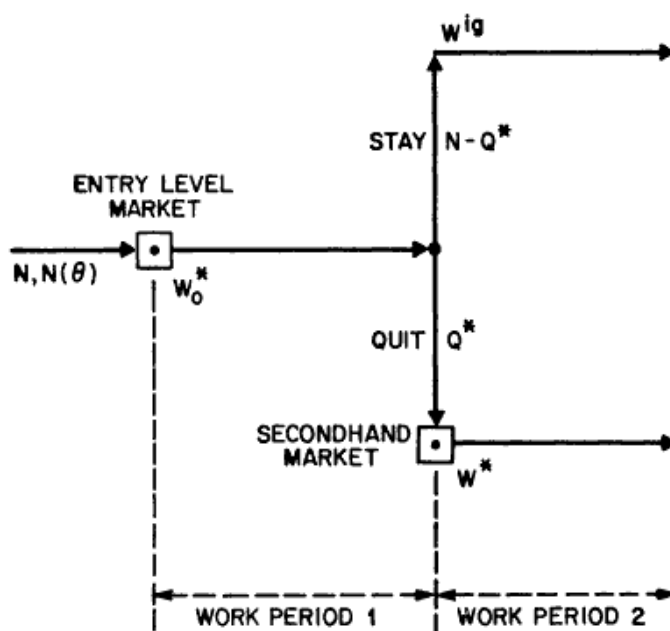 W^ig
STAY N-Q*
ENTRY LEVEL
MARKET
N, N(θ)
W₀*
QUIT Q*
SECONDHAND
MARKET
W*
WORK PERIOD 1
WORK PERIOD 2